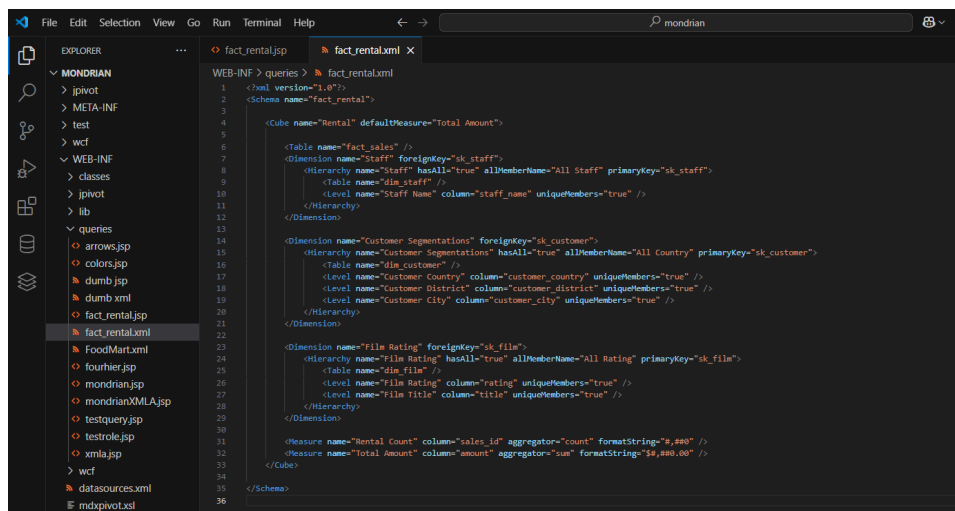 File Edit Selection View Go Run Terminal Help
mondrian
EXPLORER
fact_rental.jsp
fact_rental.xml
MONDRIAN
jpivot
META-INF
test
wcf
WEB-INF
classes
jpivot
lib
queries
arrows.jsp
colors.jsp
dumb jsp
dumb xml
fact_rental.jsp
fact_rental.xml
FoodMart.xml
fourhier.jsp
mondrian.jsp
mondrianXMLA.jsp
testquery.jsp
testrole.jsp
xmla.jsp
wcf
datasources.xml
mdxpivot.xsl
WEB-INF > queries > fact_rental.xml
1 <?xml version="1.0"?>
2 <Schema name="fact_rental">
3
4 <Cube name="Rental" defaultMeasure="Total Amount">
5
6 <Table name="fact_sales" />
7 <Dimension name="Staff" foreignKey="sk_staff">
8 <Hierarchy name="Staff" hasAll="true" allMemberName="All Staff" primaryKey="sk_staff">
9 <Table name="dim_staff" />
10 <Level name="Staff Name" column="staff_name" uniqueMembers="true" />
11 </Hierarchy>
12 </Dimension>
13
14 <Dimension name="Customer Segmentations" foreignKey="sk_customer">
15 <Hierarchy name="Customer Segmentations" hasAll="true" allMemberName="All Country" primaryKey="sk_customer">
16 <Table name="dim_customer" />
17 <Level name="Customer Country" column="customer_country" uniqueMembers="true" />
18 <Level name="Customer District" column="customer_district" uniqueMembers="true" />
19 <Level name="Customer City" column="customer_city" uniqueMembers="true" />
20 </Hierarchy>
21 </Dimension>
22
23 <Dimension name="Film Rating" foreignKey="sk_film">
24 <Hierarchy name="Film Rating" hasAll="true" allMemberName="All Rating" primaryKey="sk_film">
25 <Table name="dim_film" />
26 <Level name="Film Rating" column="rating" uniqueMembers="true" />
27 <Level name="Film Title" column="title" uniqueMembers="true" />
28 </Hierarchy>
29 </Dimension>
30
31 <Measure name="Rental Count" column="sales_id" aggregator="count" formatString="#,##0" />
32 <Measure name="Total Amount" column="amount" aggregator="sum" formatString="$#,##0.00" />
33 </Cube>
34
35 </Schema>
36